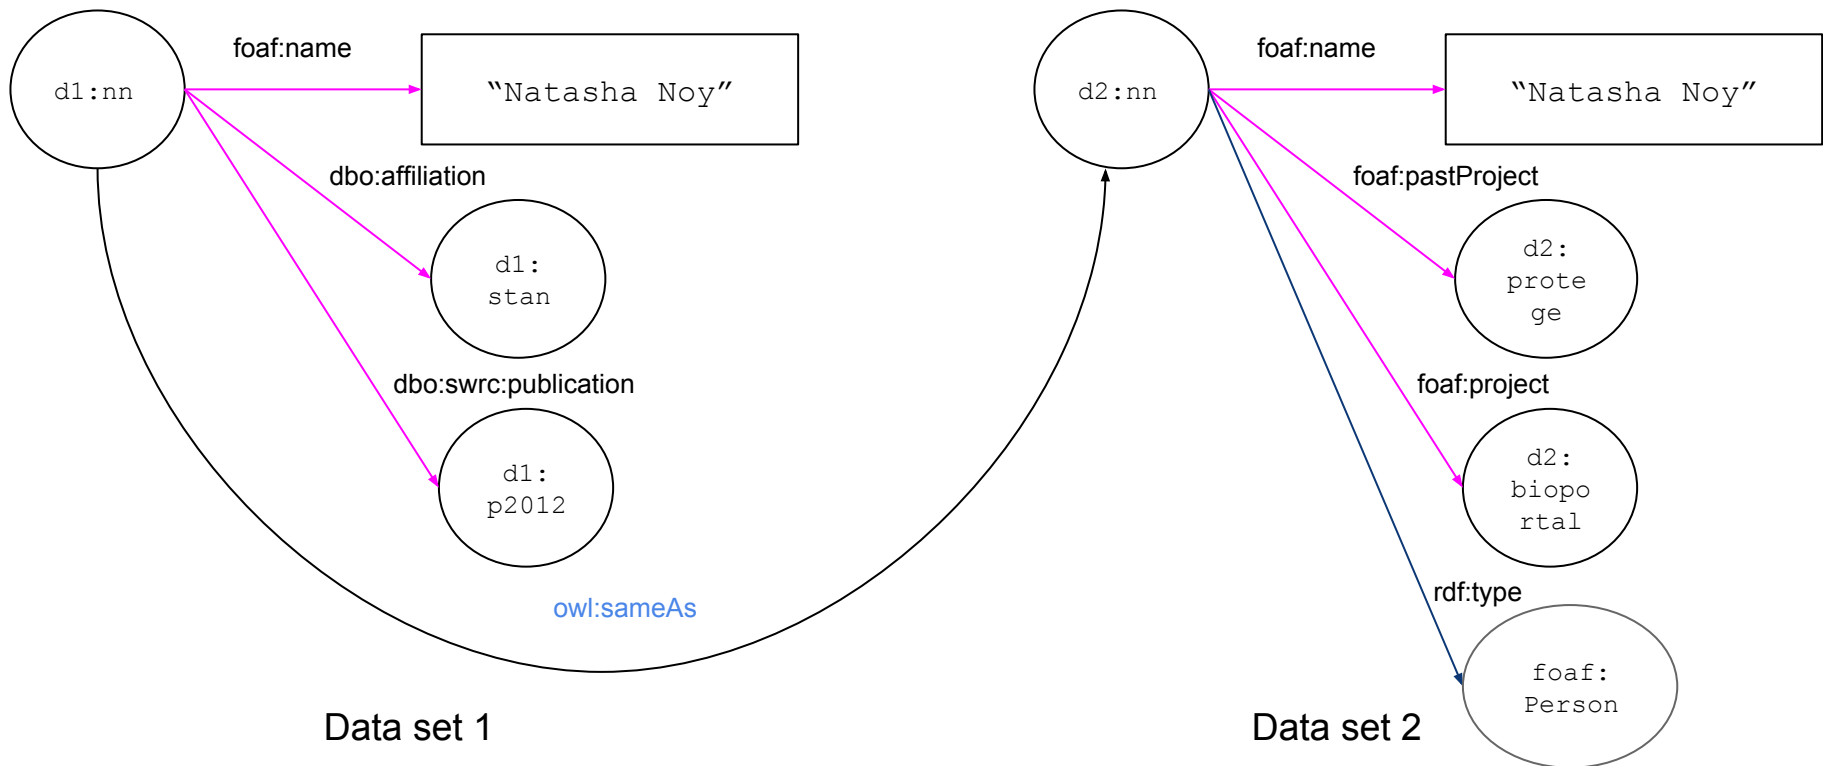 foaf:name
d1:nn
“Natasha Noy”
dbo:affiliation
d1:
stan
dbo:swrc:publication
d1:
p2012
owl:sameAs
Data set 1
foaf:name
d2:nn
“Natasha Noy”
foaf:pastProject
d2:
prote
ge
foaf:project
d2:
biopo
rtal
rdf:type
foaf:
Person
Data set 2